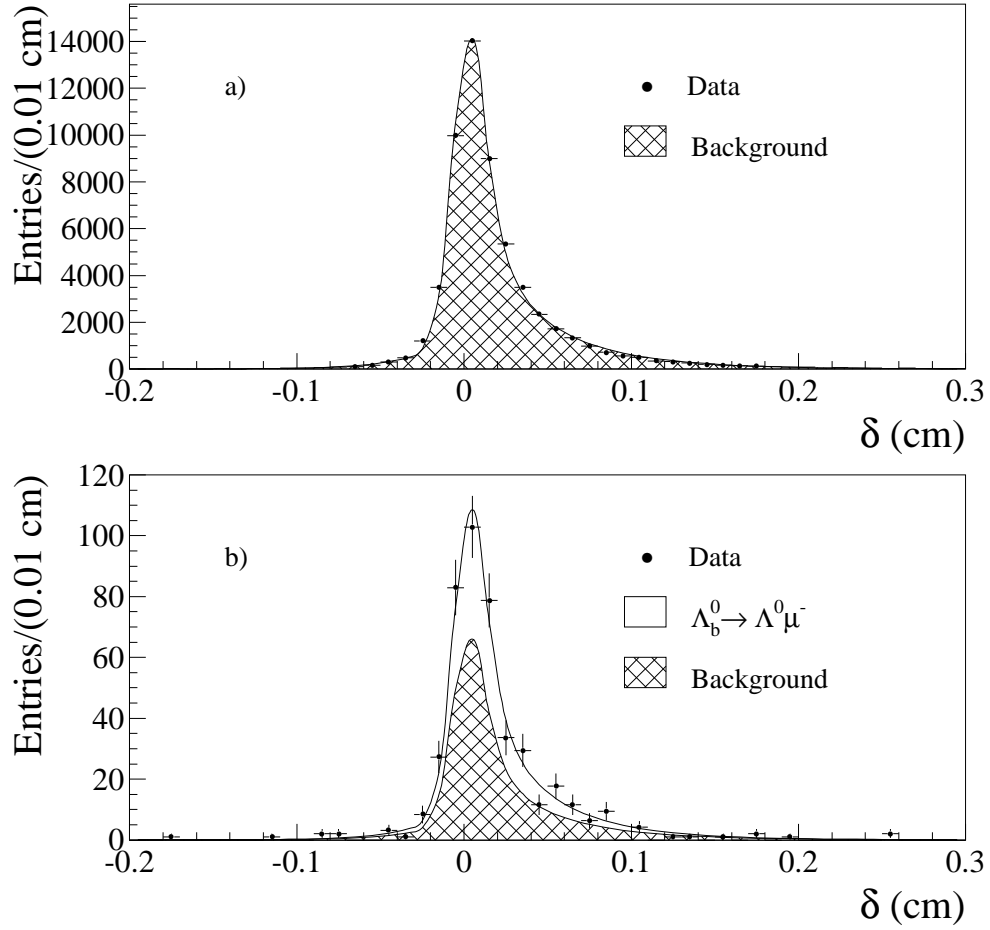 Entries/(0.01 cm)
14000
12000
10000
8000
6000
4000
2000
0
a)
Data
Background
-0.2 -0.1 0 0.1 0.2 0.3
δ (cm)
Entries/(0.01 cm)
120
100
80
60
40
20
0
b)
Data
Λ_b^0→ Λ^0μ^-
Background
-0.2 -0.1 0 0.1 0.2 0.3
δ (cm)